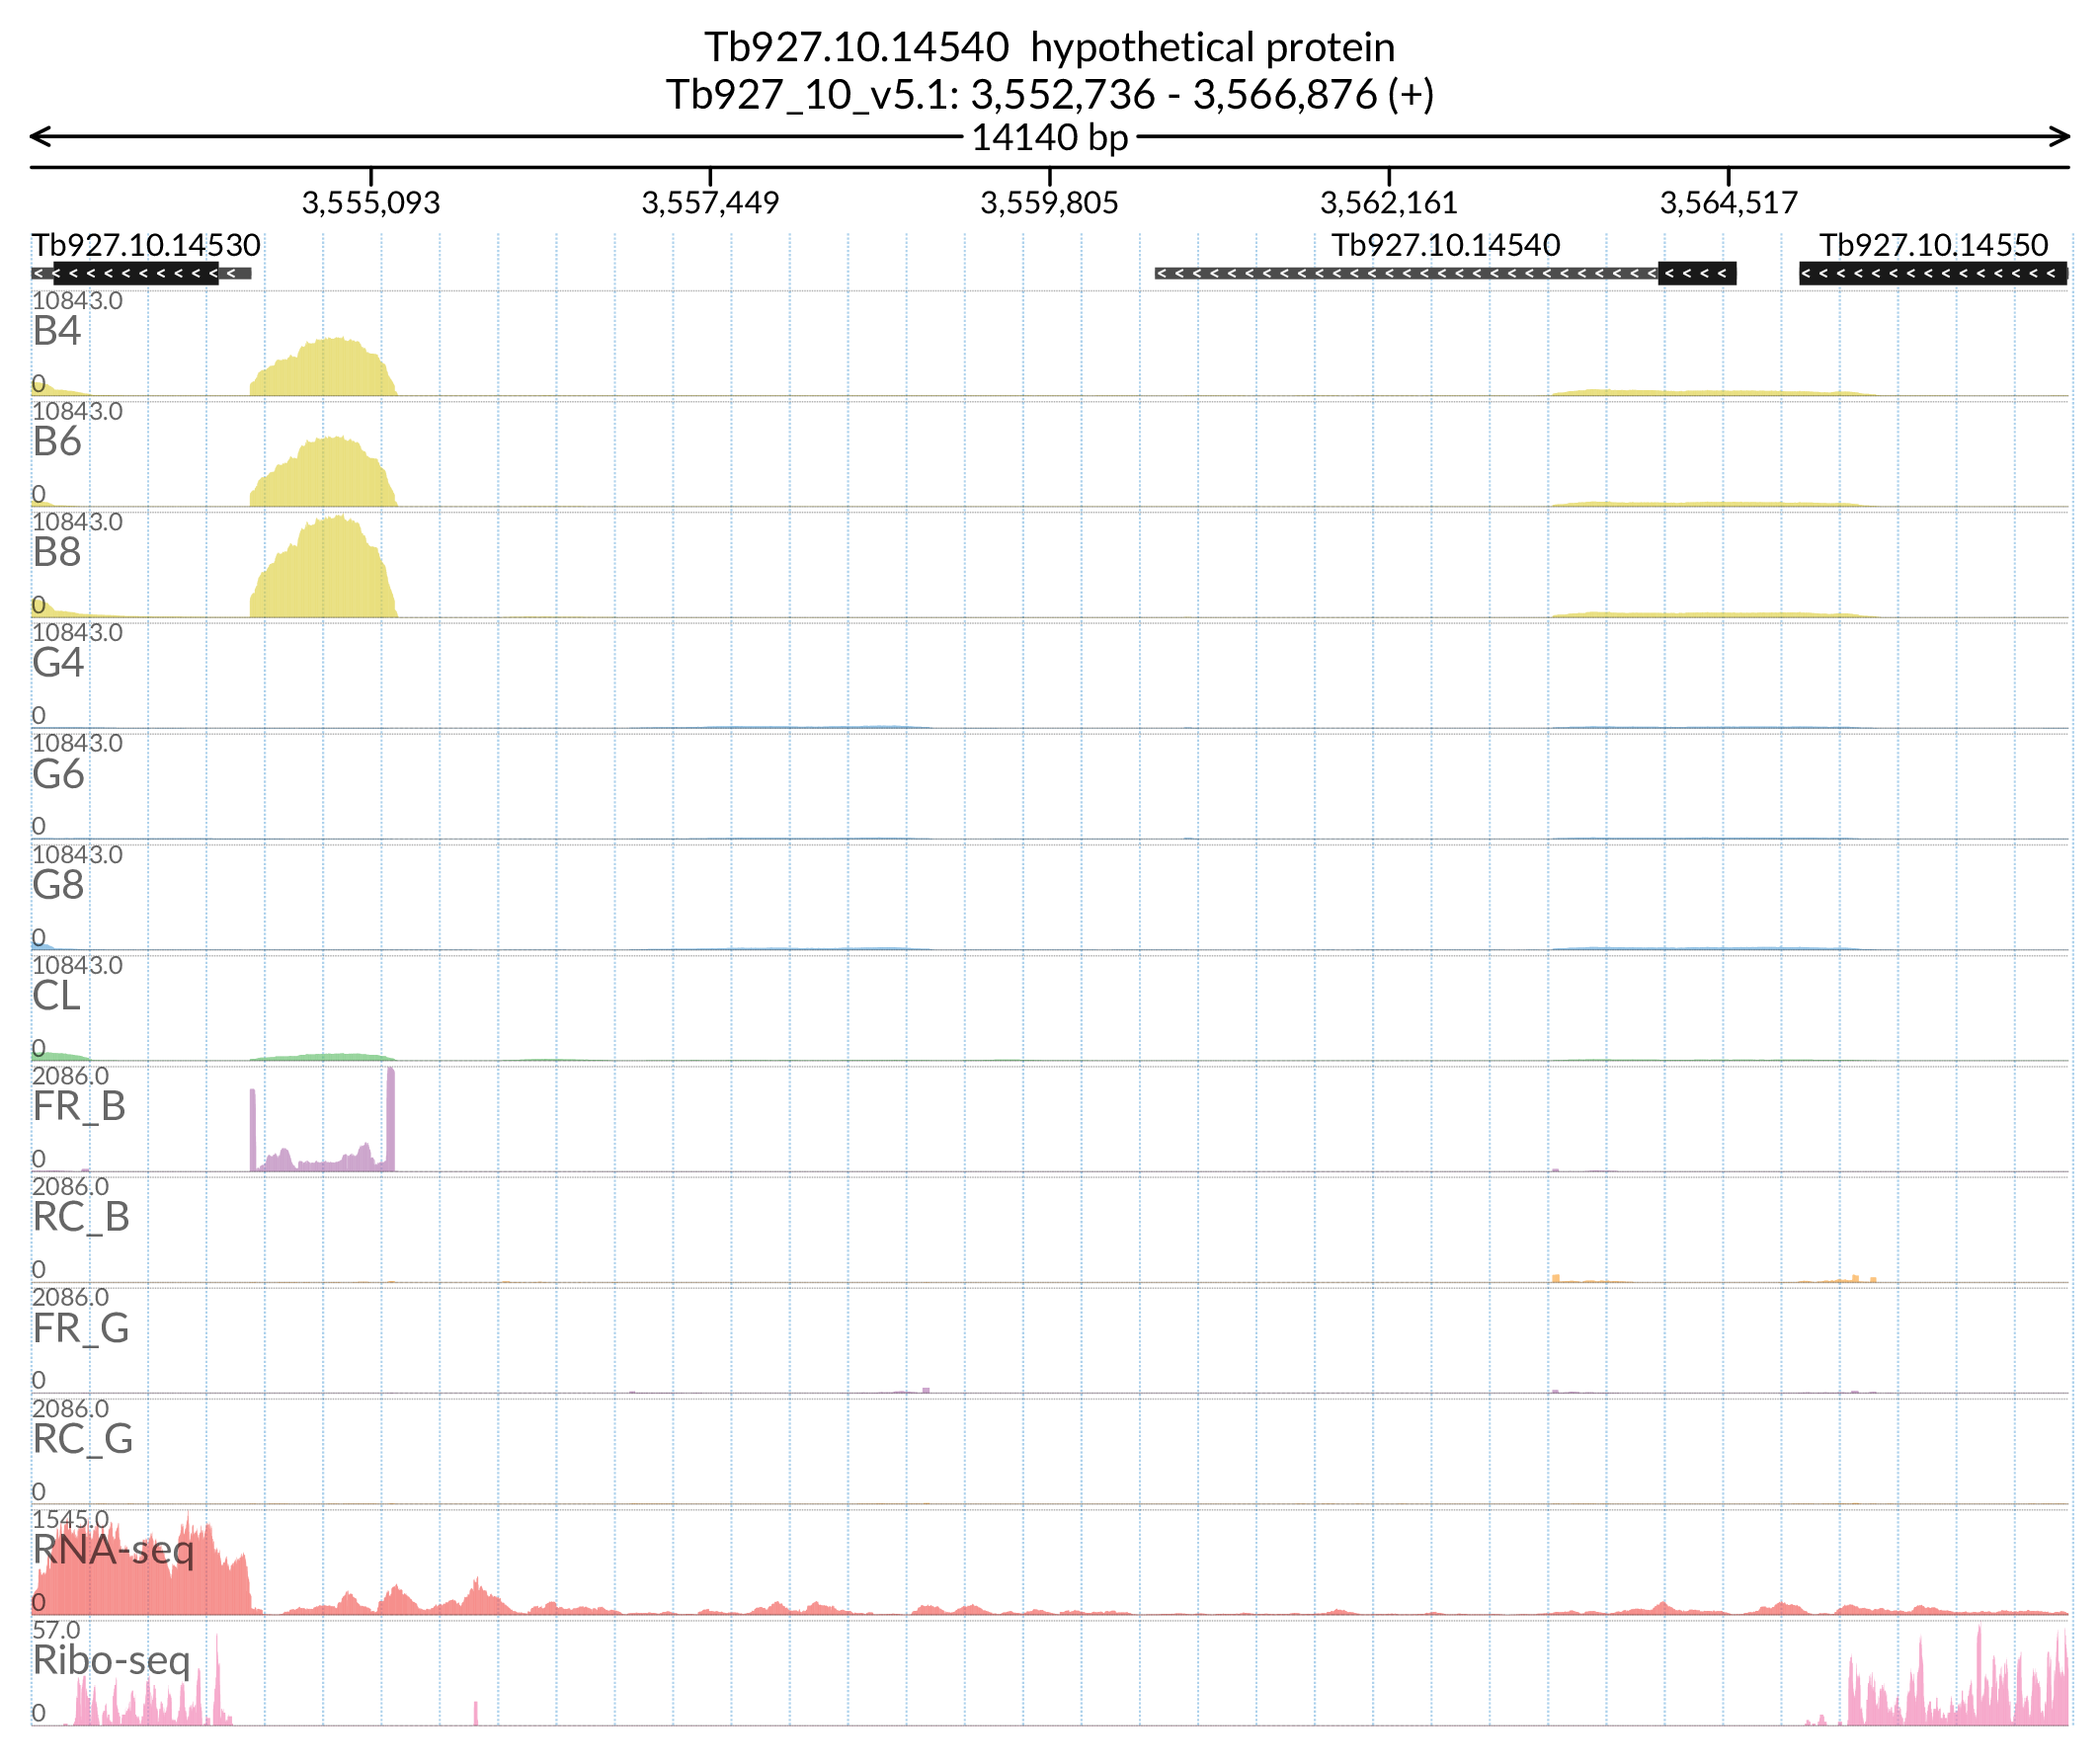 Tb927.10.14540 hypothetical protein
Tb927_10_v5.1: 3,552,736 - 3,566,876 (+)
14140 bp
3,555,093 3,557,449 3,559,805 3,562,161 3,564,517
Tb927.10.14530 Tb927.10.14540 Tb927.10.14550
10843.0
B4
0
10843.0
B6
0
10843.0
B8
0
10843.0
G4
0
10843.0
G6
0
10843.0
G8
0
10843.0
CL
0
2086.0
FR_B
0
2086.0
RC_B
0
2086.0
FR_G
0
2086.0
RC_G
0
1545.0
RNA-seq
0
57.0
Ribo-seq
0